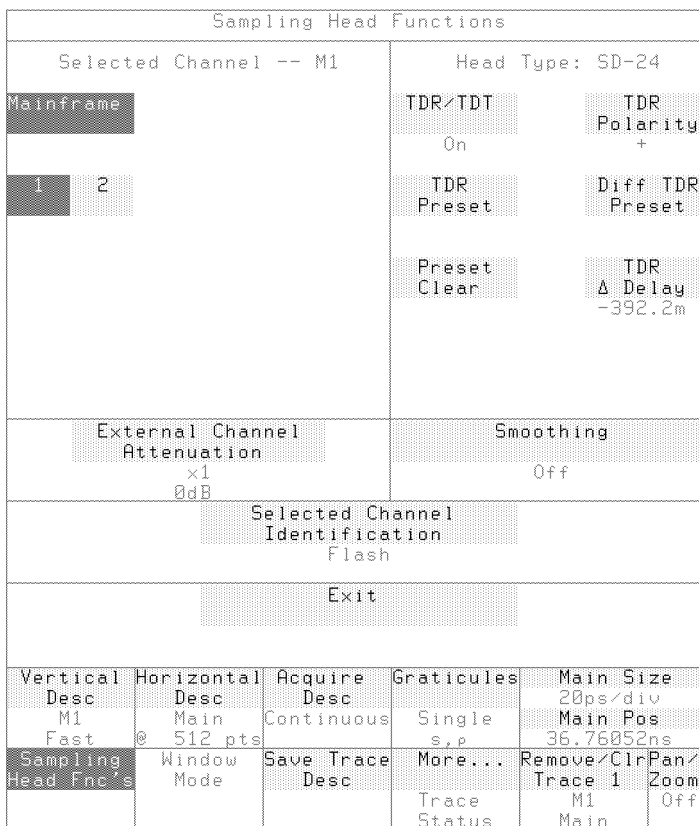 Sampling Head Functions
Selected Channel -- M1
Head Type: SD-24
Mainframe
1 2
TDR/TDT
On
TDR
Polarity
+
TDR
Preset
Diff TDR
Preset
Preset
Clear
TDR
Δ Delay
-392.2m
External Channel
Attenuation
×1
0dB
Smoothing
Off
Selected Channel
Identification
Flash
Exit
Vertical
Desc
M1
Fast
Horizontal
Desc
Main
@ 512 pts
Acquire
Desc
Continuous
Graticules
Single
s,ρ
Main Size
20ps/div
Main Pos
36.76052ns
Sampling
Head Fnc's
Window
Mode
Save Trace
Desc
More...
Trace
Status
Remove/Clr
Trace 1
M1
Main
Pan/
Zoom
Off